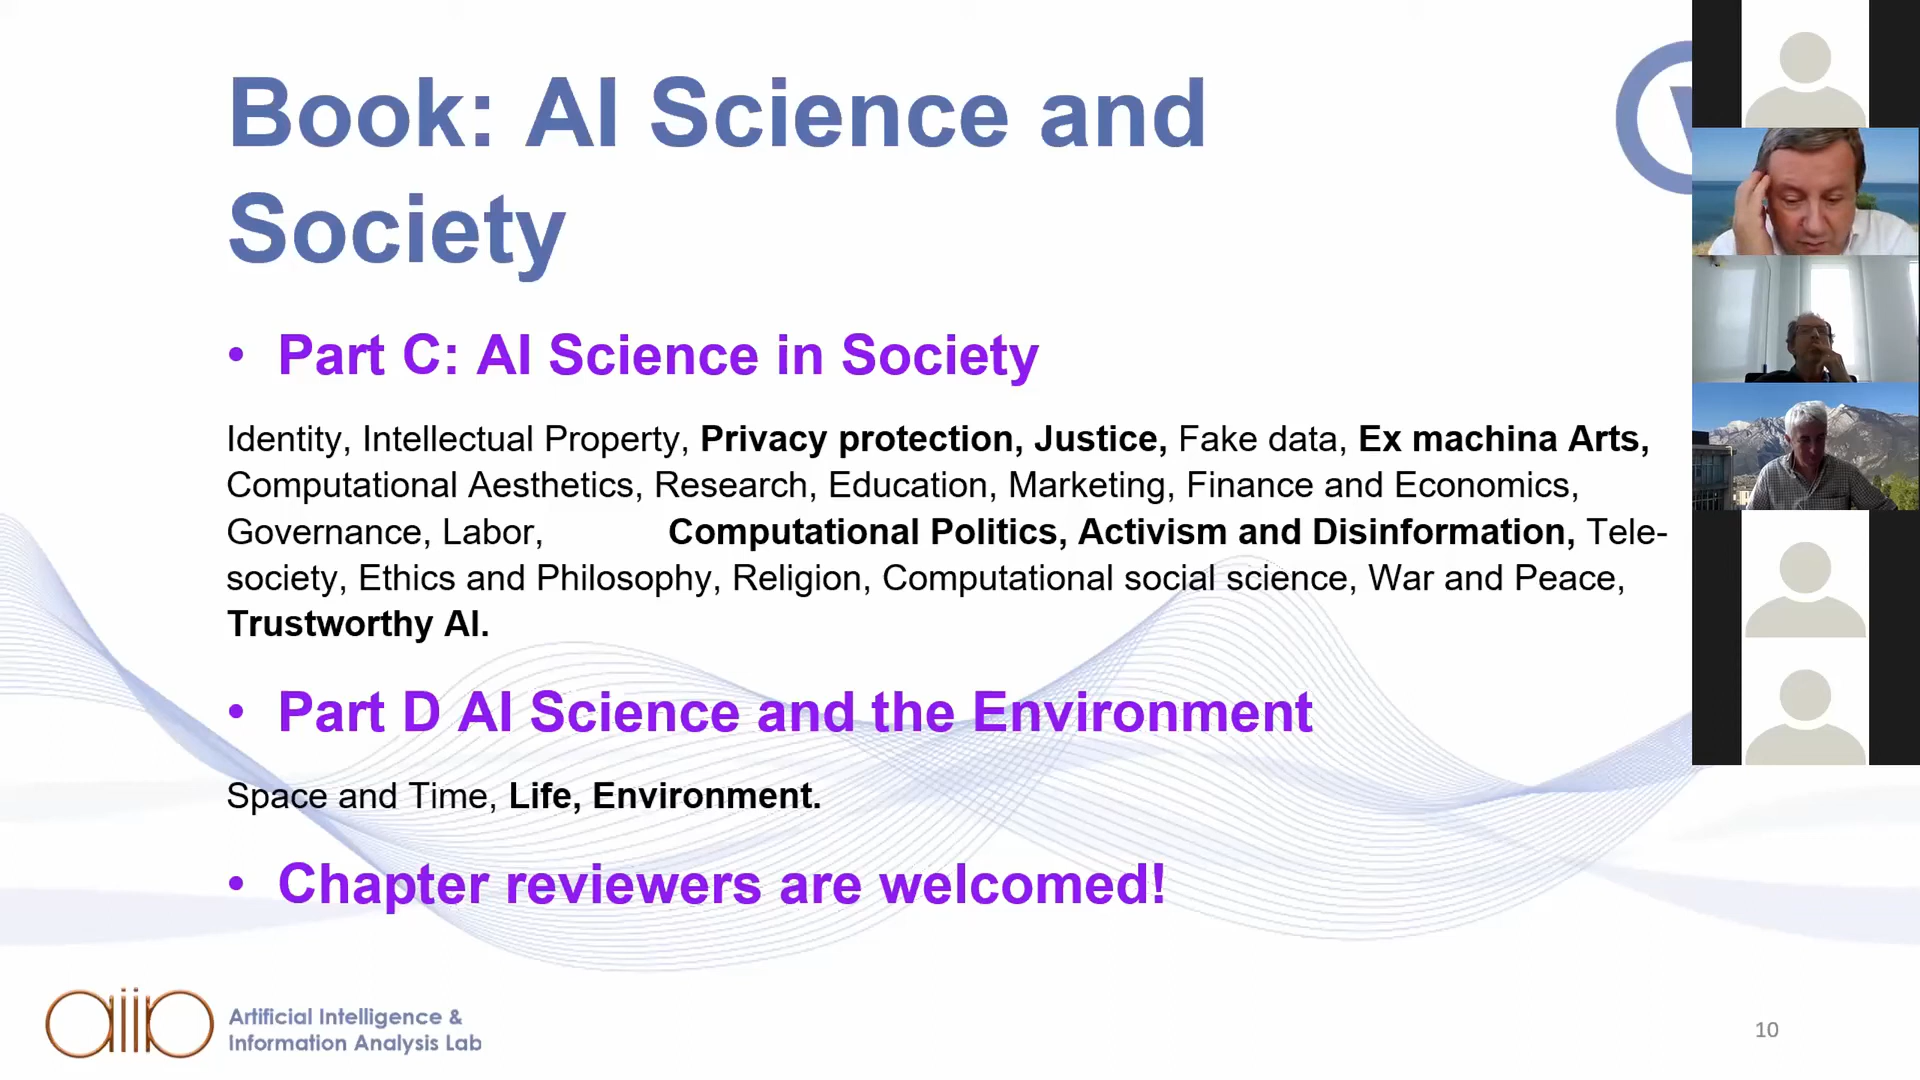 Book: AI Science and
Society
• Part C: AI Science in Society
Identity, Intellectual Property, Privacy protection, Justice, Fake data, Ex machina Arts,
Computational Aesthetics, Research, Education, Marketing, Finance and Economics,
Governance, Labor, Computational Politics, Activism and Disinformation, Tele-
society, Ethics and Philosophy, Religion, Computational social science, War and Peace,
Trustworthy AI.
• Part D AI Science and the Environment
Space and Time, Life, Environment.
• Chapter reviewers are welcomed!
aiia
Artificial Intelligence &
Information Analysis Lab
10